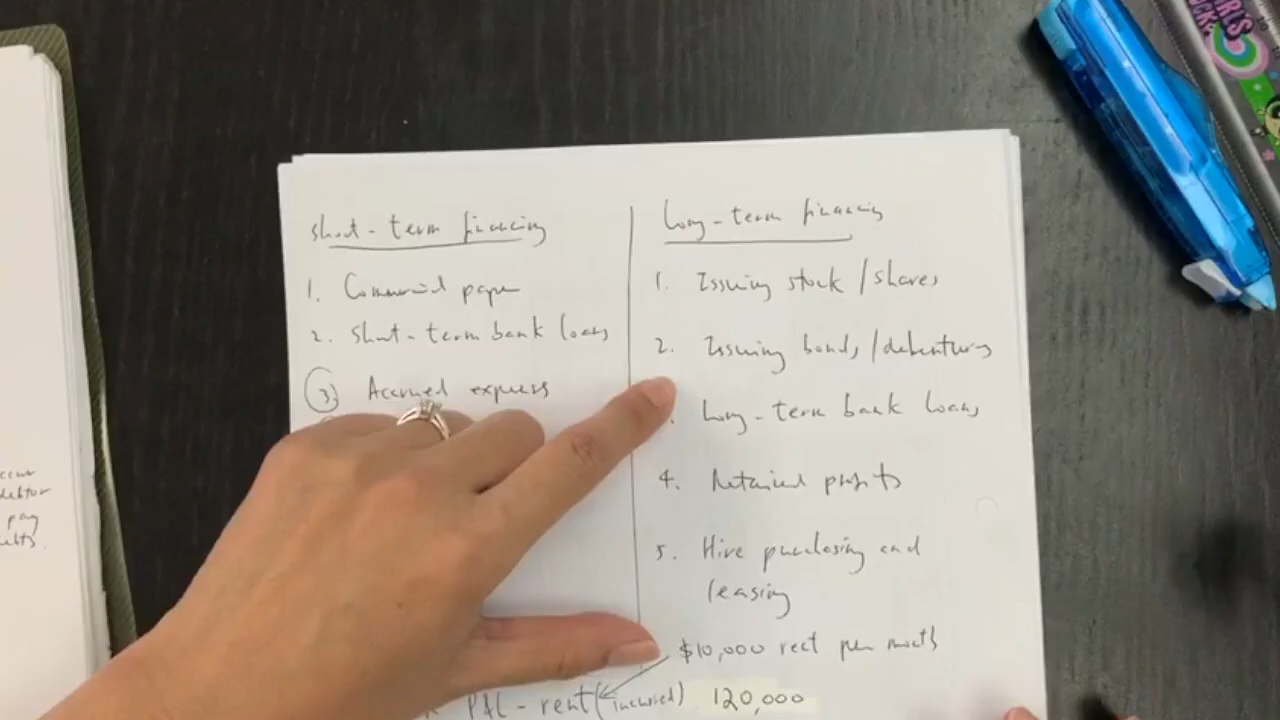 short-term financing
1. Commercial paper
2. short-term bank loans
3) Accrued expenses
long-term financing
1. Issuing stock / shares
2. Issuing bonds / debentures
. long-term bank loans
4. Retained profits
5. Hire purchasing and
leasing
$10,000 rent per month
P&L - rent (incurred) 120,000
debtor
pay